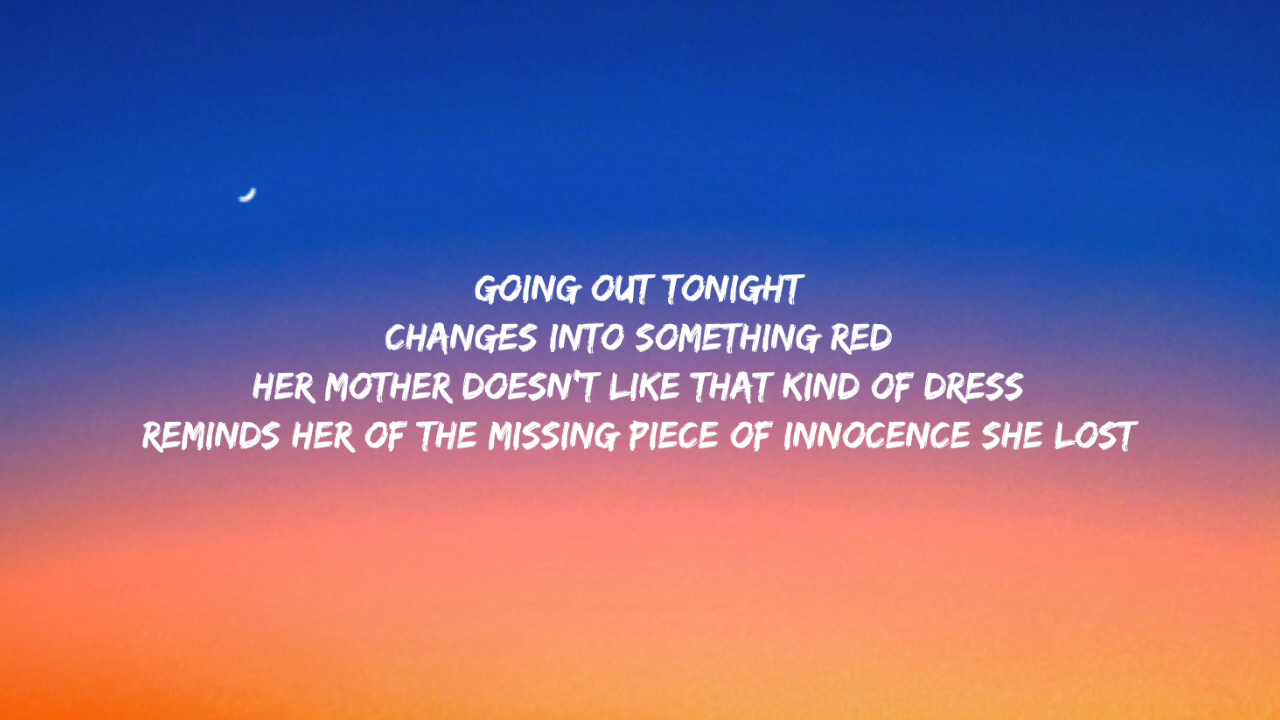 GOING OUT TONIGHT
CHANGES INTO SOMETHING RED
HER MOTHER DOESN'T LIKE THAT KIND OF DRESS
REMINDS HER OF THE MISSING PIECE OF INNOCENCE SHE LOST